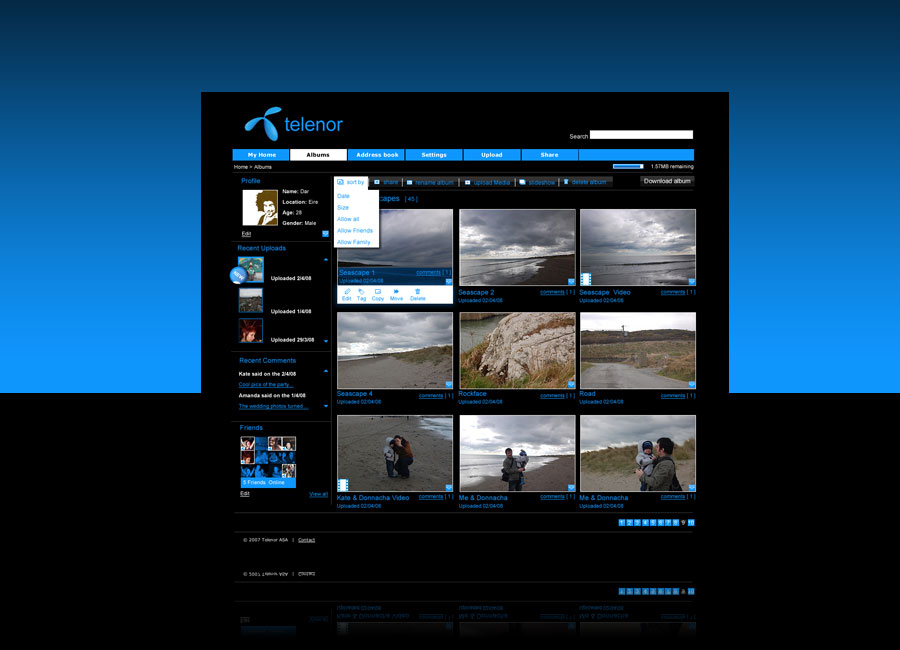 telenor
Search
My Home Albums Address book Settings Upload Share
Home > Albums
1.57MB remaining
Profile
Name: Dar
Location: Eire
Age: 28
Gender: Male
Edit
Recent Uploads
NEW
Uploaded 2/4/08
Uploaded 1/4/08
Uploaded 29/3/08
Recent Comments
Kate said on the 2/4/08
Cool pics of the party...
Amanda said on the 1/4/08
The wedding photos turned...
Friends
5 Friends Online
Edit View all
sort by share rename album upload Media slideshow delete album Download album
Date
Size
Allow all
Allow Friends
Allow Family
capes [ 45 ]
Seascape 1 comments [ 1 ]
Uploaded 02/04/08
Edit Tag Copy Move Delete
Seascape 2 comments [ 1 ]
Uploaded 02/04/08
Seascape Video comments [ 1 ]
Uploaded 02/04/08
Seascape 4 comments [ 1 ]
Uploaded 02/04/08
Rockface comments [ 1 ]
Uploaded 02/04/08
Road comments [ 1 ]
Uploaded 02/04/08
Kate & Donnacha Video comments [ 1 ]
Uploaded 02/04/08
Me & Donnacha comments [ 1 ]
Uploaded 02/04/08
Me & Donnacha comments [ 1 ]
Uploaded 02/04/08
1 2 3 4 5 6 7 8 9 10
© 2007 Telenor ASA | Contact